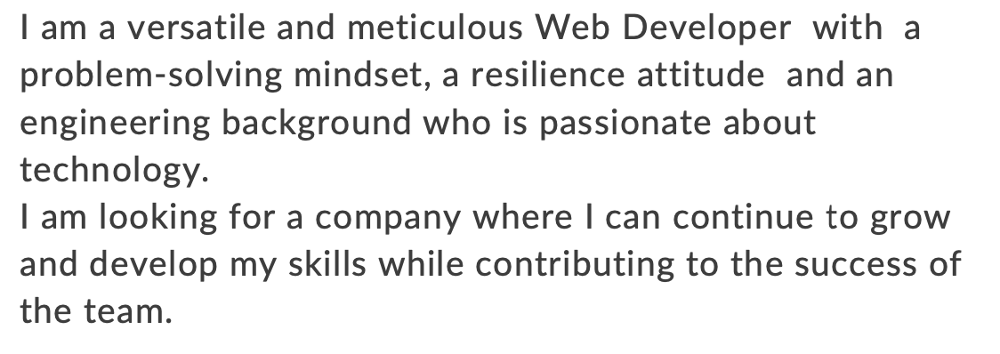 I am a versatile and meticulous Web Developer  with  a
problem-solving mindset, a resilience attitude  and an
engineering background who is passionate about
technology.
I am looking for a company where I can continue to grow
and develop my skills while contributing to the success of
the team.